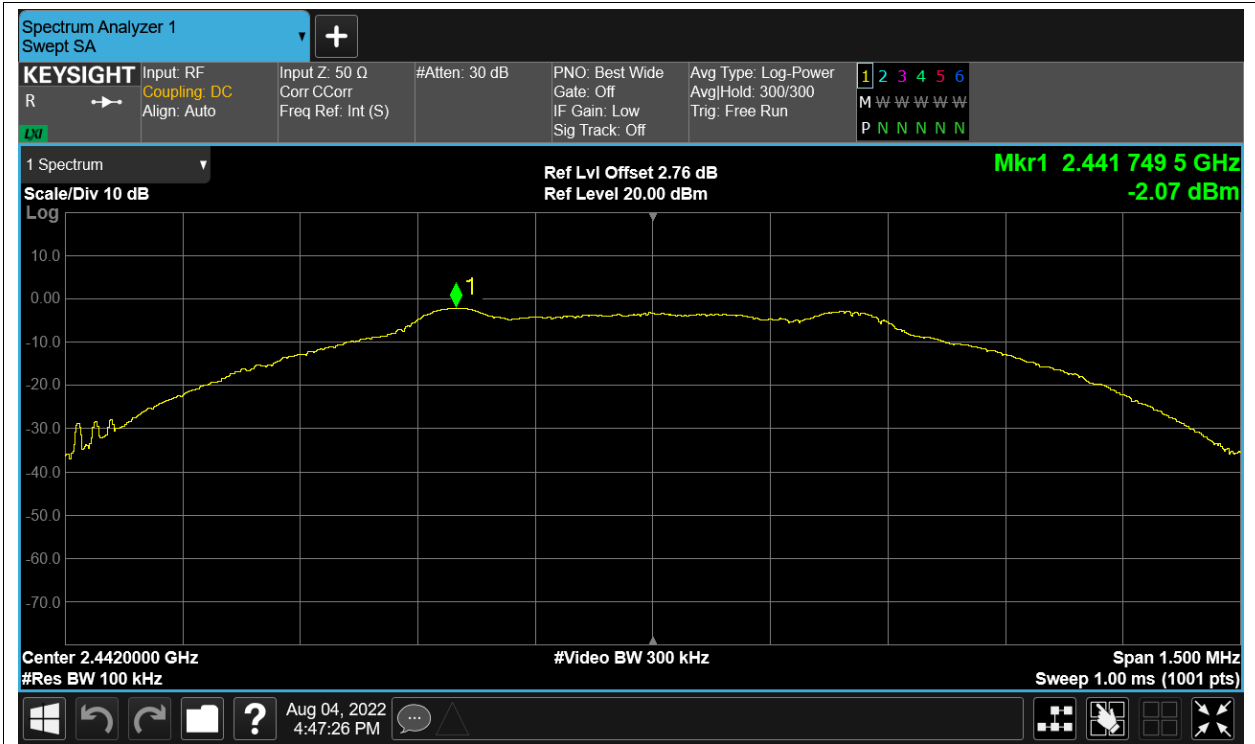 Spectrum Analyzer 1
Swept SA
KEYSIGHT
R
LXI
Input: RF
Coupling: DC
Align: Auto
Input Z: 50 Ω
Corr CCorr
Freq Ref: Int (S)
#Atten: 30 dB
PNO: Best Wide
Gate: Off
IF Gain: Low
Sig Track: Off
Avg Type: Log-Power
Avg|Hold: 300/300
Trig: Free Run
1 2 3 4 5 6
M W W W W W
P N N N N N
1 Spectrum
Scale/Div 10 dB
Ref Lvl Offset 2.76 dB
Ref Level 20.00 dBm
Mkr1 2.441 749 5 GHz
-2.07 dBm
Log
10.0
0.00
-10.0
-20.0
-30.0
-40.0
-50.0
-60.0
-70.0
1
Center 2.4420000 GHz
#Res BW 100 kHz
#Video BW 300 kHz
Span 1.500 MHz
Sweep 1.00 ms (1001 pts)
?
Aug 04, 2022
4:47:26 PM